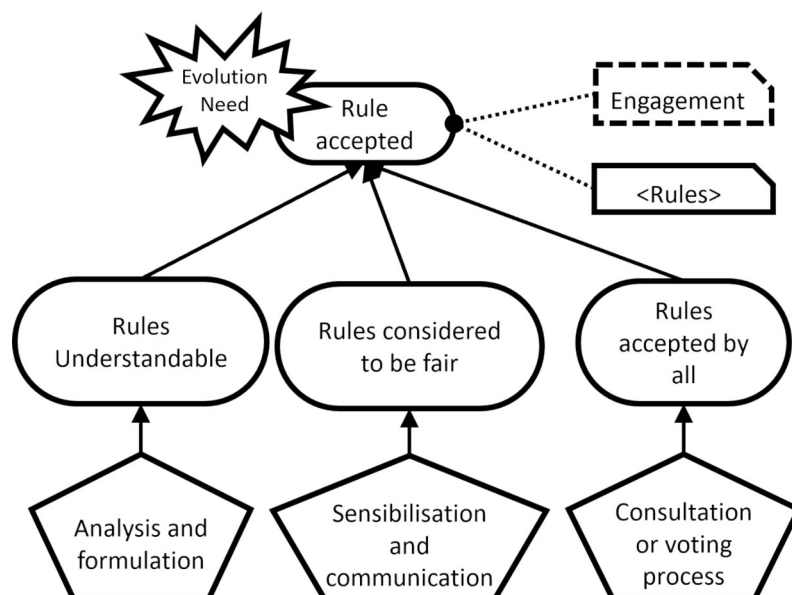 Evolution
Need
Rule
accepted
Engagement
<Rules>
Rules
Understandable
Rules considered
to be fair
Rules
accepted by
all
Analysis and
formulation
Sensibilisation
and
communication
Consultation
or voting
process